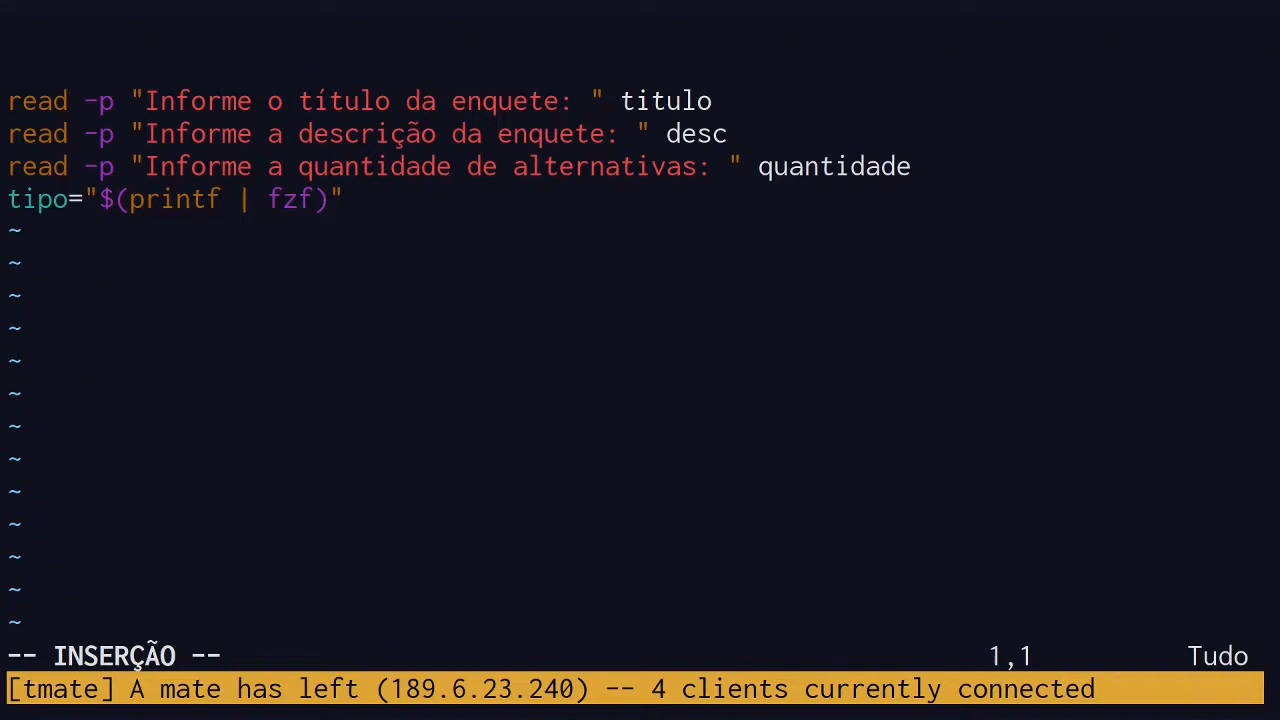 read -p "Informe o título da enquete: " titulo
read -p "Informe a descrição da enquete: " desc
read -p "Informe a quantidade de alternativas: " quantidade
tipo="$(printf | fzf)"
~
~
~
~
~
~
~
~
~
~
~
~
~
-- INSERÇÃO -- 1,1 Tudo
[tmate] A mate has left (189.6.23.240) -- 4 clients currently connected